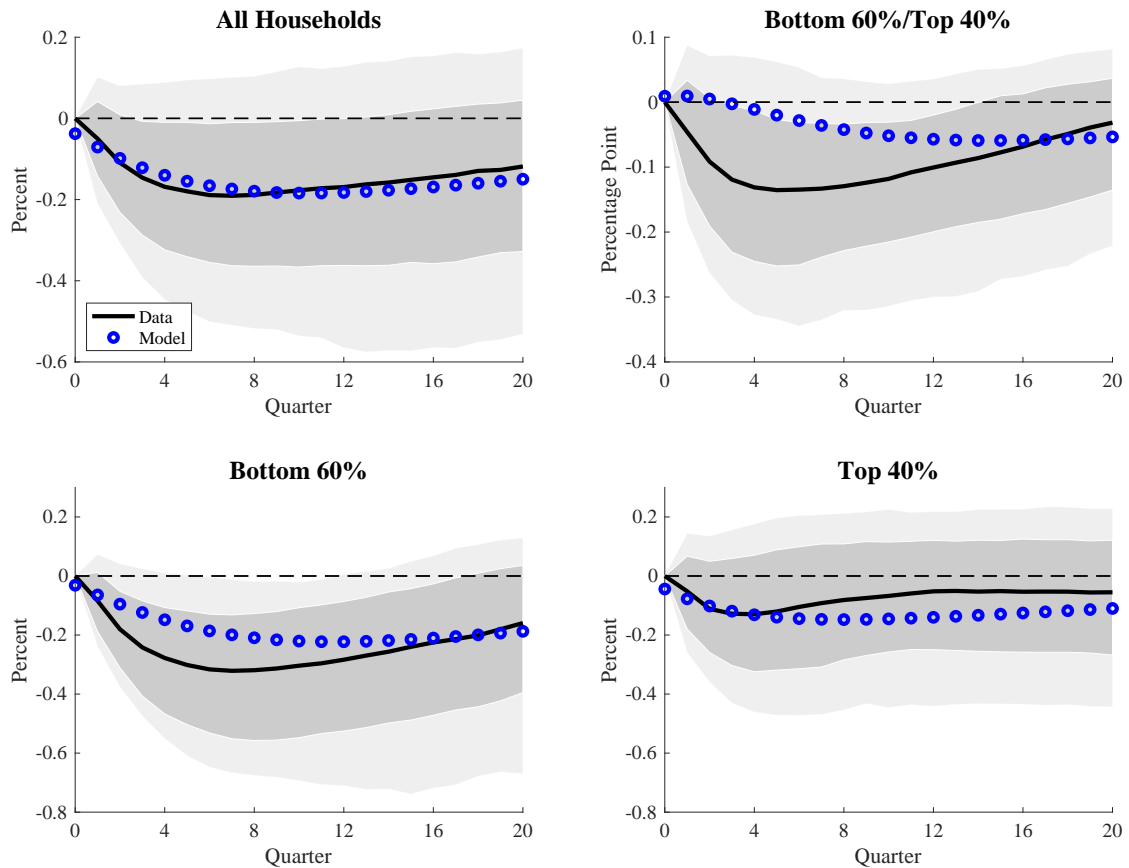 All Households
0.2
0
-0.2
-0.4
-0.6
Percent
Data
Model
0 4 8 12 16 20
Quarter
Bottom 60%/Top 40%
0.1
0
-0.1
-0.2
-0.3
-0.4
Percentage Point
0 4 8 12 16 20
Quarter
Bottom 60%
0.2
0
-0.2
-0.4
-0.6
-0.8
Percent
0 4 8 12 16 20
Quarter
Top 40%
0.2
0
-0.2
-0.4
-0.6
-0.8
Percent
0 4 8 12 16 20
Quarter